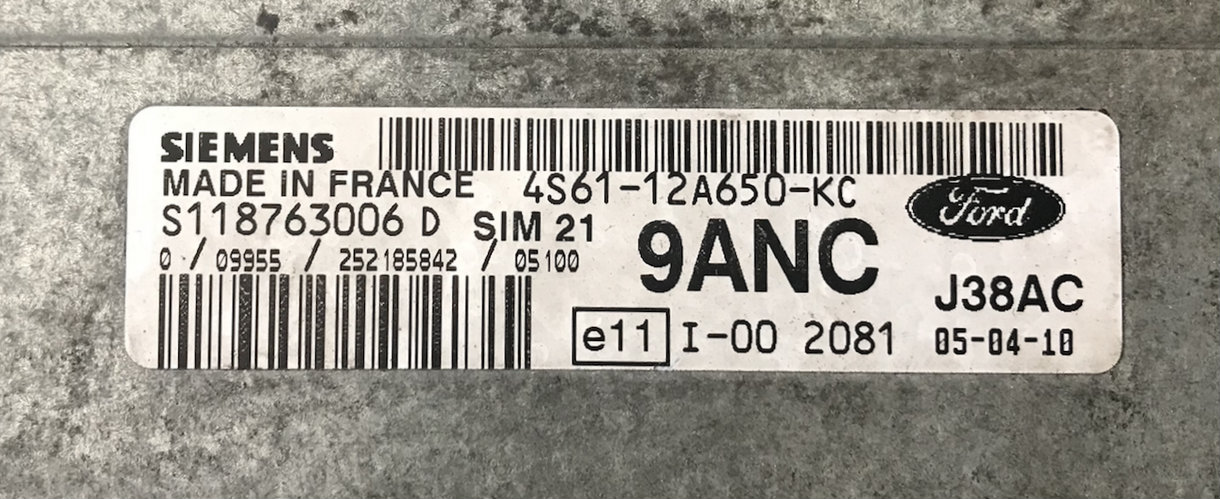 SIEMENS
MADE IN FRANCE 4S61-12A650-KC
Ford
S118763006 D SIM 21
9ANC
0 / 09955 / 252185842 / 05100
J38AC
e11 I-00 2081 05-04-10